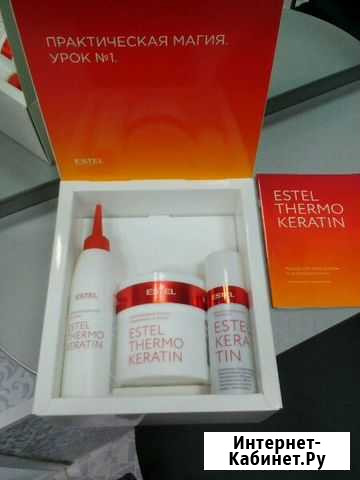 ПРАКТИЧЕСКАЯ МАГИЯ.
УРОК №1.
ESTEL
ESTEL
THERMO
KERATIN
ESTEL
ESTEL
THERMO
KERATIN
ESTEL
ESTEL
THERMO
KERATIN
ESTEL
ESTEL
KERA
TIN
Интернет-
Кабинет.Ру